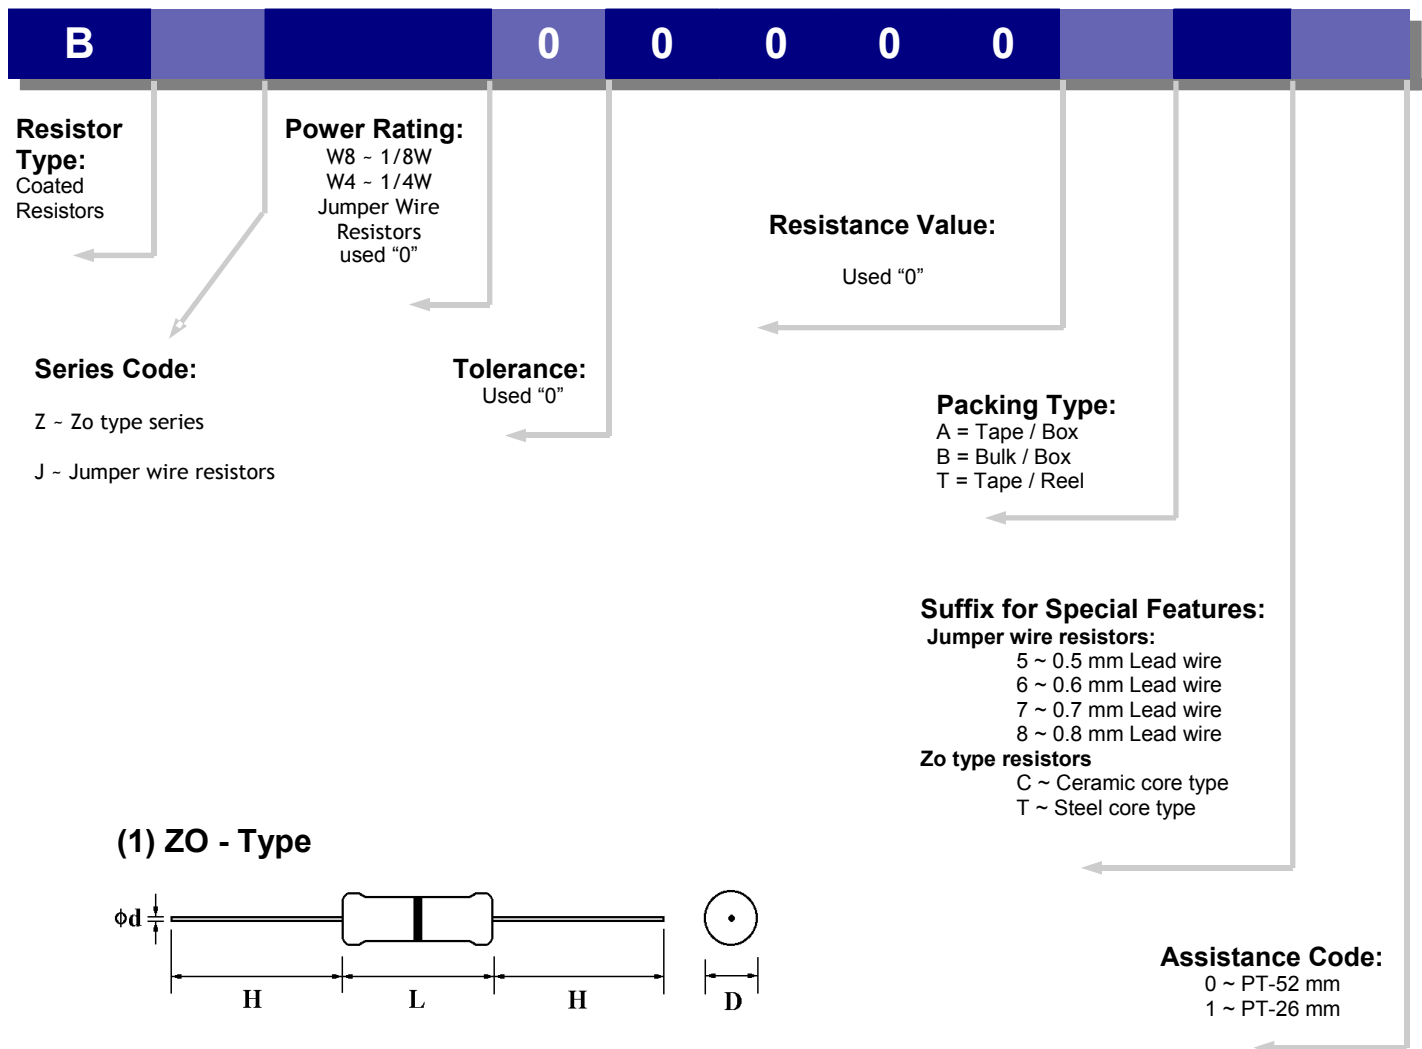 B 0 0 0 0 0
Resistor
Type:
Coated
Resistors
Power Rating:
W8 ~ 1/8W
W4 ~ 1/4W
Jumper Wire
Resistors
used “0”
Resistance Value:
Used “0”
Series Code:
Z ~ Zo type series
J ~ Jumper wire resistors
Tolerance:
Used “0”
Packing Type:
A = Tape / Box
B = Bulk / Box
T = Tape / Reel
Suffix for Special Features:
Jumper wire resistors:
5 ~ 0.5 mm Lead wire
6 ~ 0.6 mm Lead wire
7 ~ 0.7 mm Lead wire
8 ~ 0.8 mm Lead wire
Zo type resistors
C ~ Ceramic core type
T ~ Steel core type
(1) ZO - Type
Φd
H L H D
Assistance Code:
0 ~ PT-52 mm
1 ~ PT-26 mm